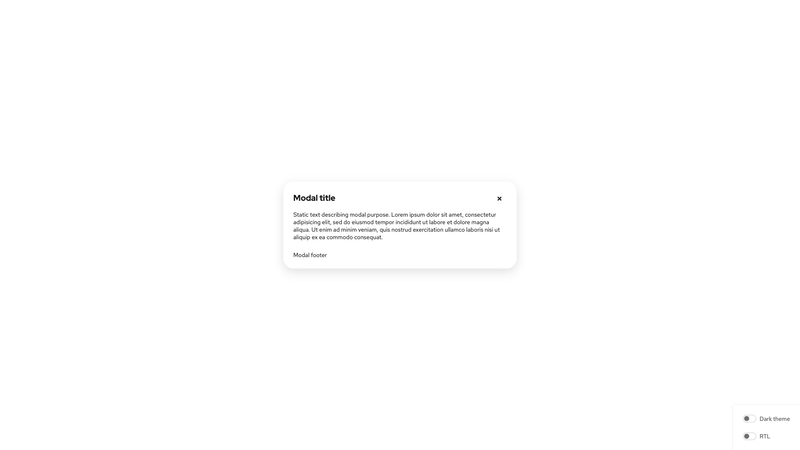 Modal title
Static text describing modal purpose. Lorem ipsum dolor sit amet, consectetur
adipisicing elit, sed do eiusmod tempor incididunt ut labore et dolore magna
aliqua. Ut enim ad minim veniam, quis nostrud exercitation ullamco laboris nisi ut
aliquip ex ea commodo consequat.
Modal footer
Dark theme
RTL